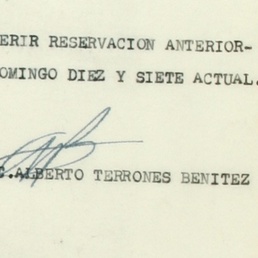 ERIR RESERVACION ANTERIOR-
OMINGO DIEZ Y SIETE ACTUAL.
C.ALBERTO TERRONES BENITEZ